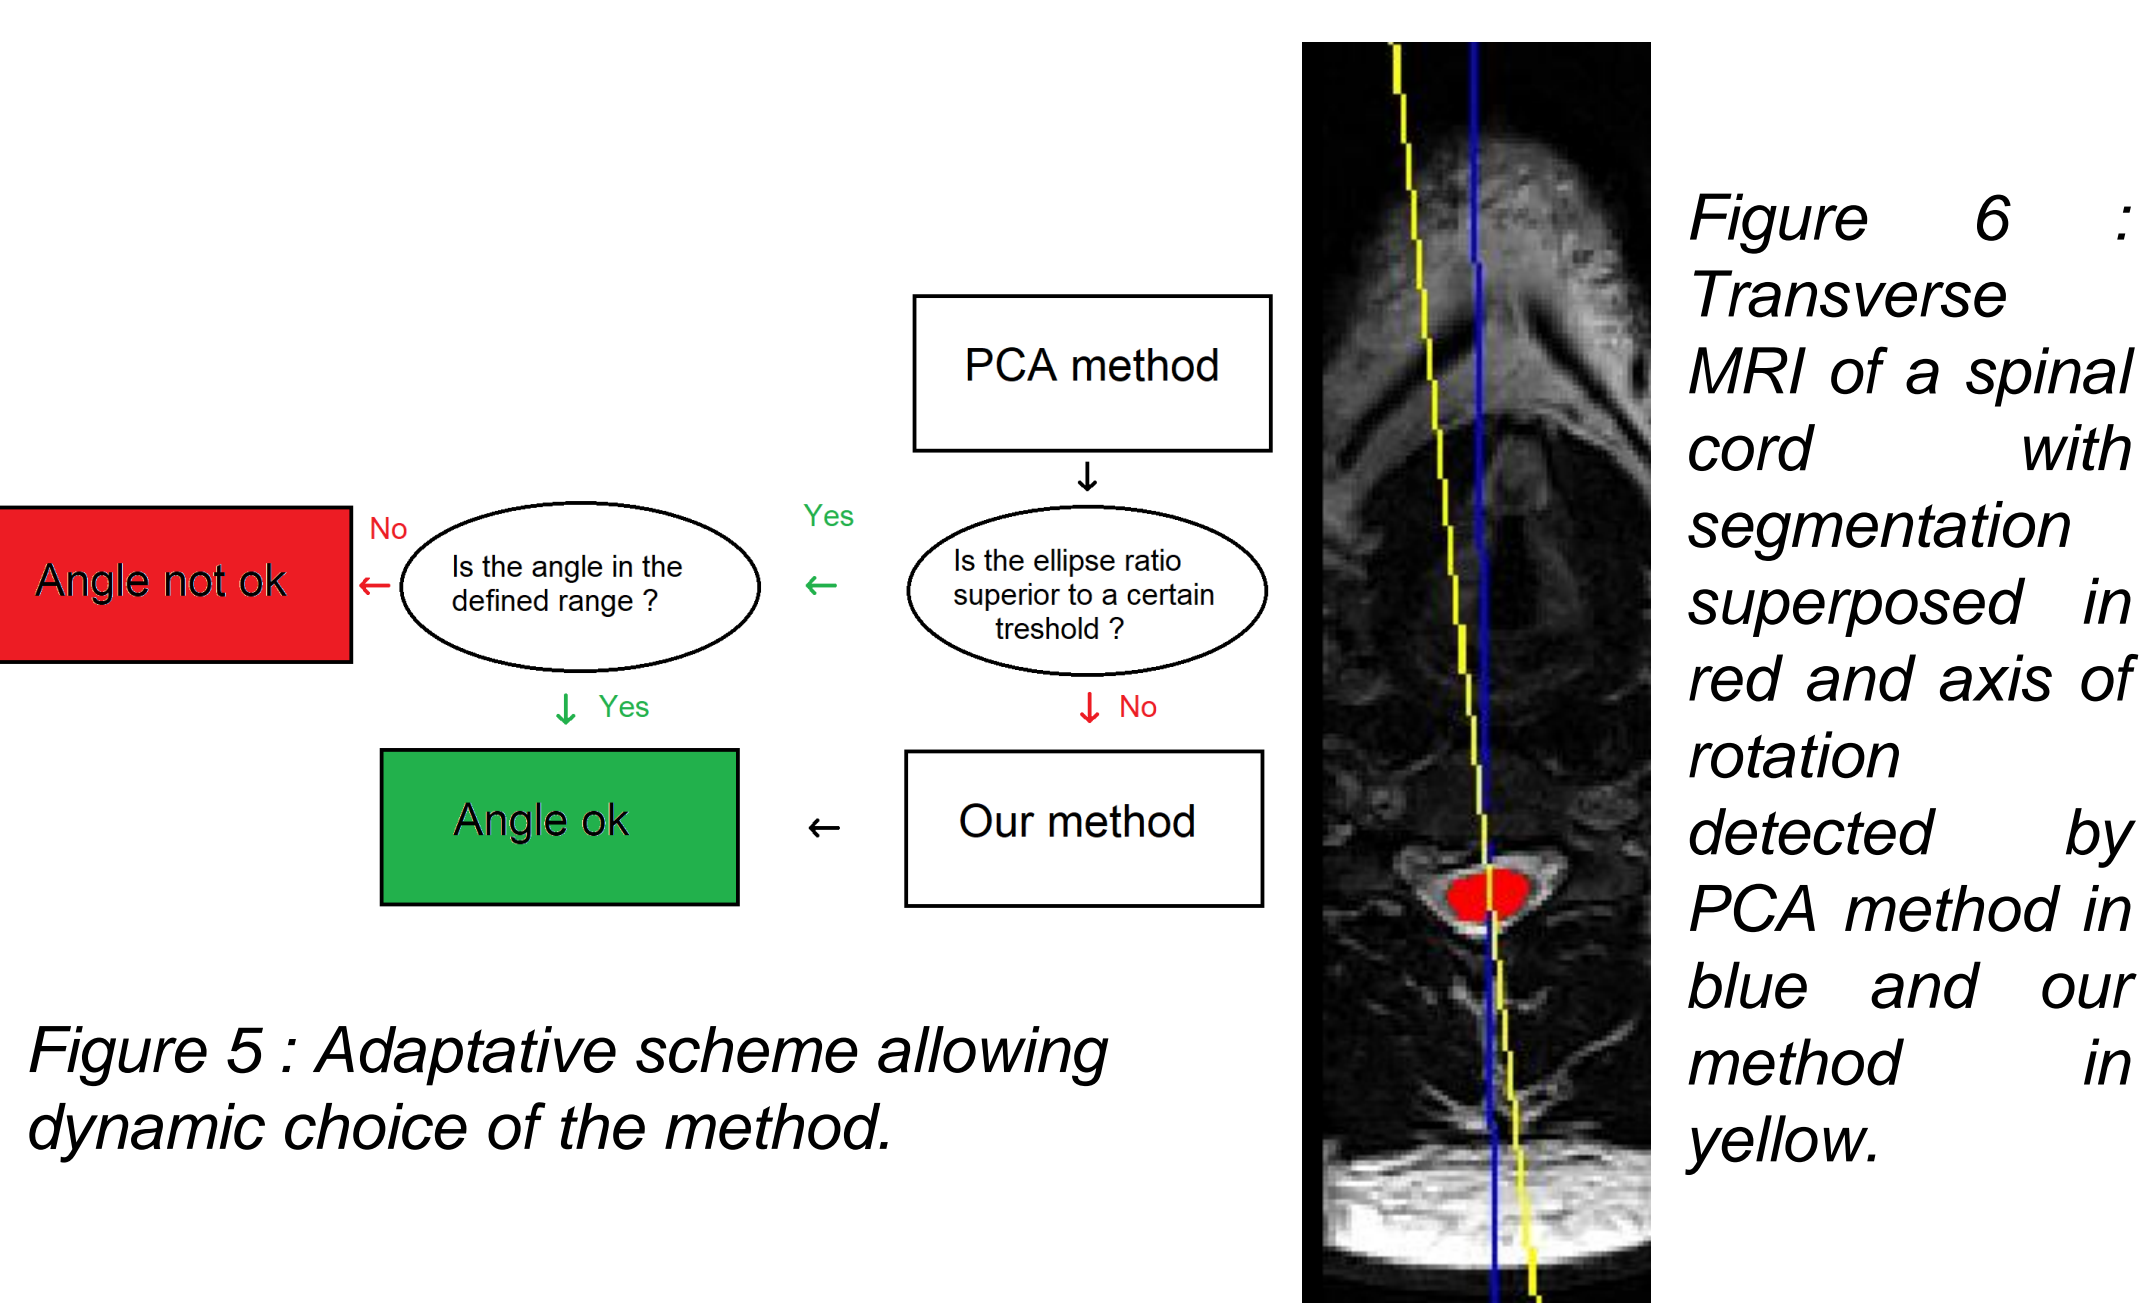 PCA method
Is the ellipse ratio
superior to a certain
treshold ?
Yes
No
Is the angle in the
defined range ?
No
Yes
Angle not ok
Angle ok
Our method
Figure 5 : Adaptative scheme allowing
dynamic choice of the method.
Figure 6 :
Transverse
MRI of a spinal
cord with
segmentation
superposed in
red and axis of
rotation
detected by
PCA method in
blue and our
method in
yellow.